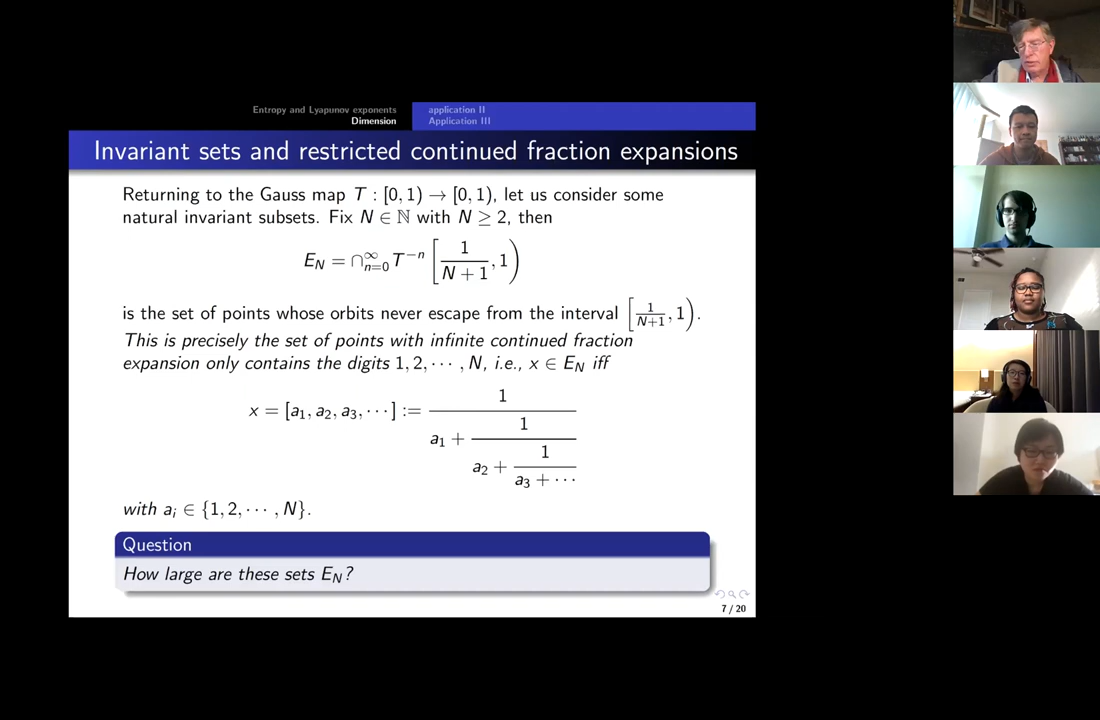 Entropy and Lyapunov exponents
Dimension
application II
Application III
Invariant sets and restricted continued fraction expansions
Returning to the Gauss map T : [0, 1) → [0, 1), let us consider some
natural invariant subsets. Fix N ∈ ℕ with N ≥ 2, then
E_N = ∩_{n=0}^∞ T^{−n} [1/(N + 1), 1)
is the set of points whose orbits never escape from the interval [1/(N+1), 1).
This is precisely the set of points with infinite continued fraction
expansion only contains the digits 1, 2, ⋯ , N, i.e., x ∈ E_N iff
x = [a_1, a_2, a_3, ⋯] := 1/(a_1 + 1/(a_2 + 1/(a_3 + ⋯)))
with a_i ∈ {1, 2, ⋯ , N}.
Question
How large are these sets E_N?
7 / 20